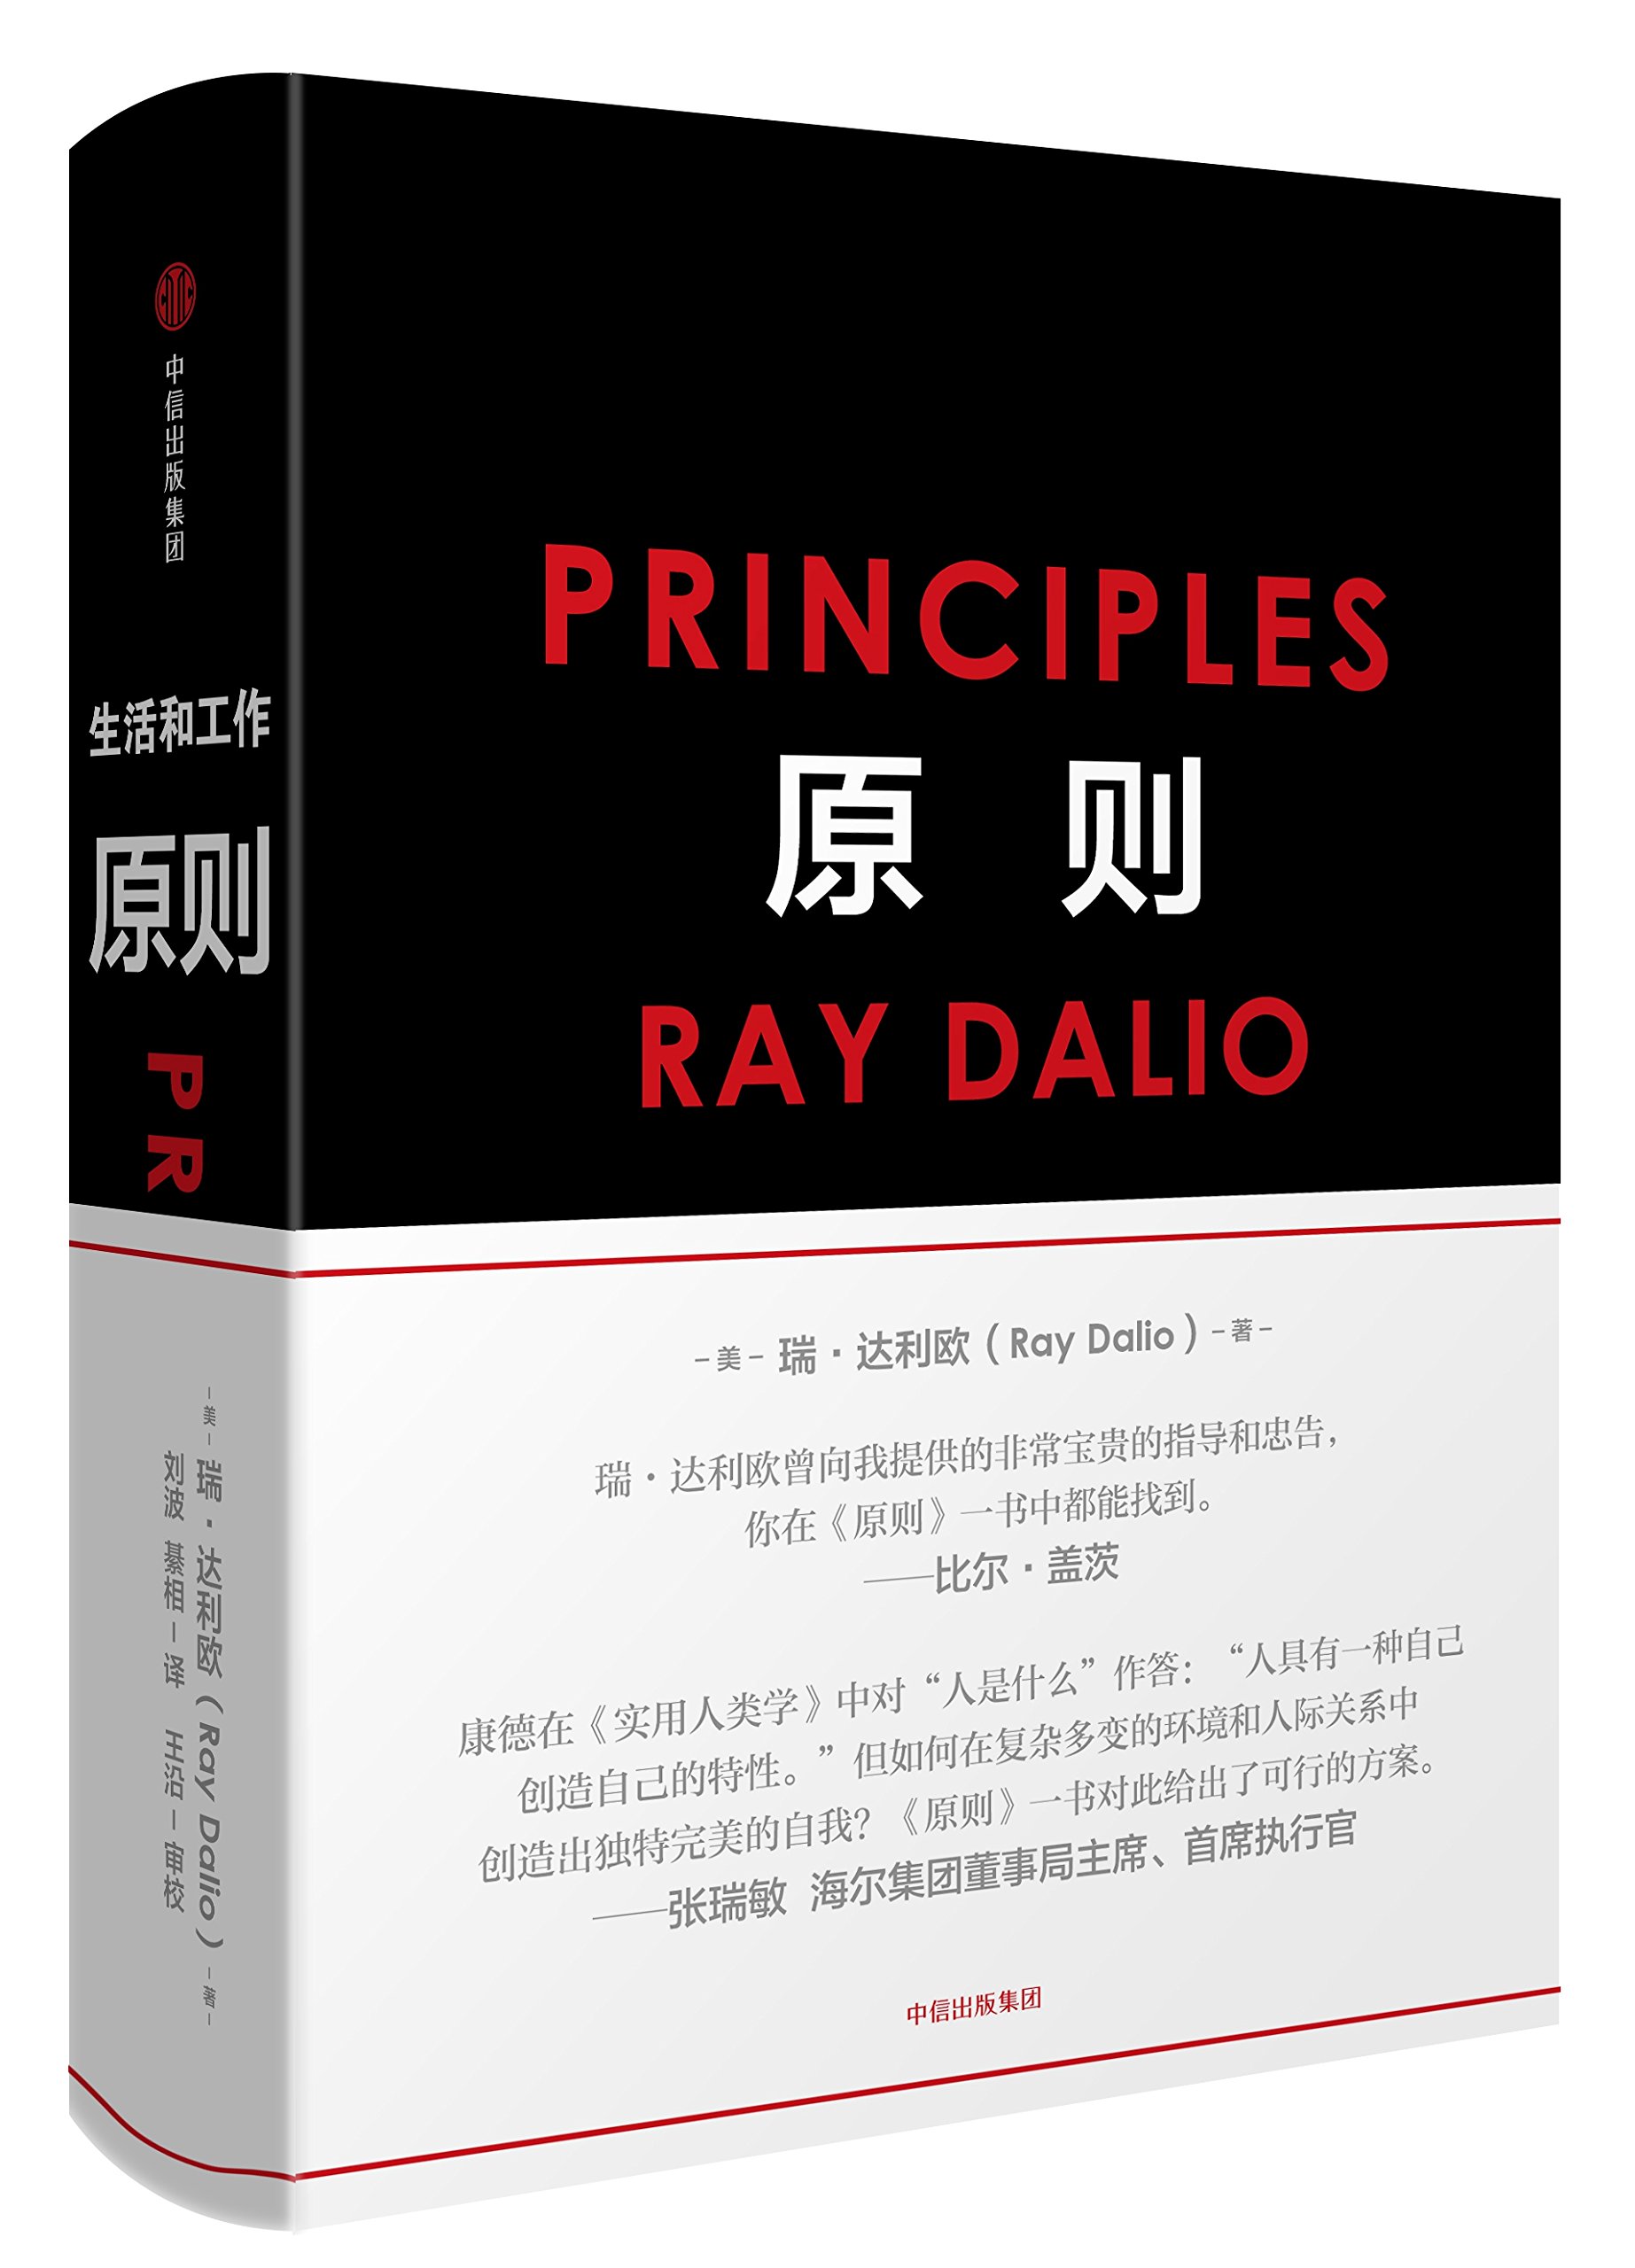 中信出版集团
生活和工作
原则
PR
-美- 瑞·达利欧(Ray Dalio) -著-
刘波 綦相-译 王沿-审校
PRINCIPLES
原则
RAY DALIO
-美- 瑞·达利欧(Ray Dalio) -著-
瑞·达利欧曾向我提供的非常宝贵的指导和忠告,
你在《原则》一书中都能找到。
——比尔·盖茨
康德在《实用人类学》中对“人是什么”作答:“人具有一种自己
创造自己的特性。”但如何在复杂多变的环境和人际关系中
创造出独特完美的自我?《原则》一书对此给出了可行的方案。
——张瑞敏 海尔集团董事局主席、首席执行官
中信出版集团